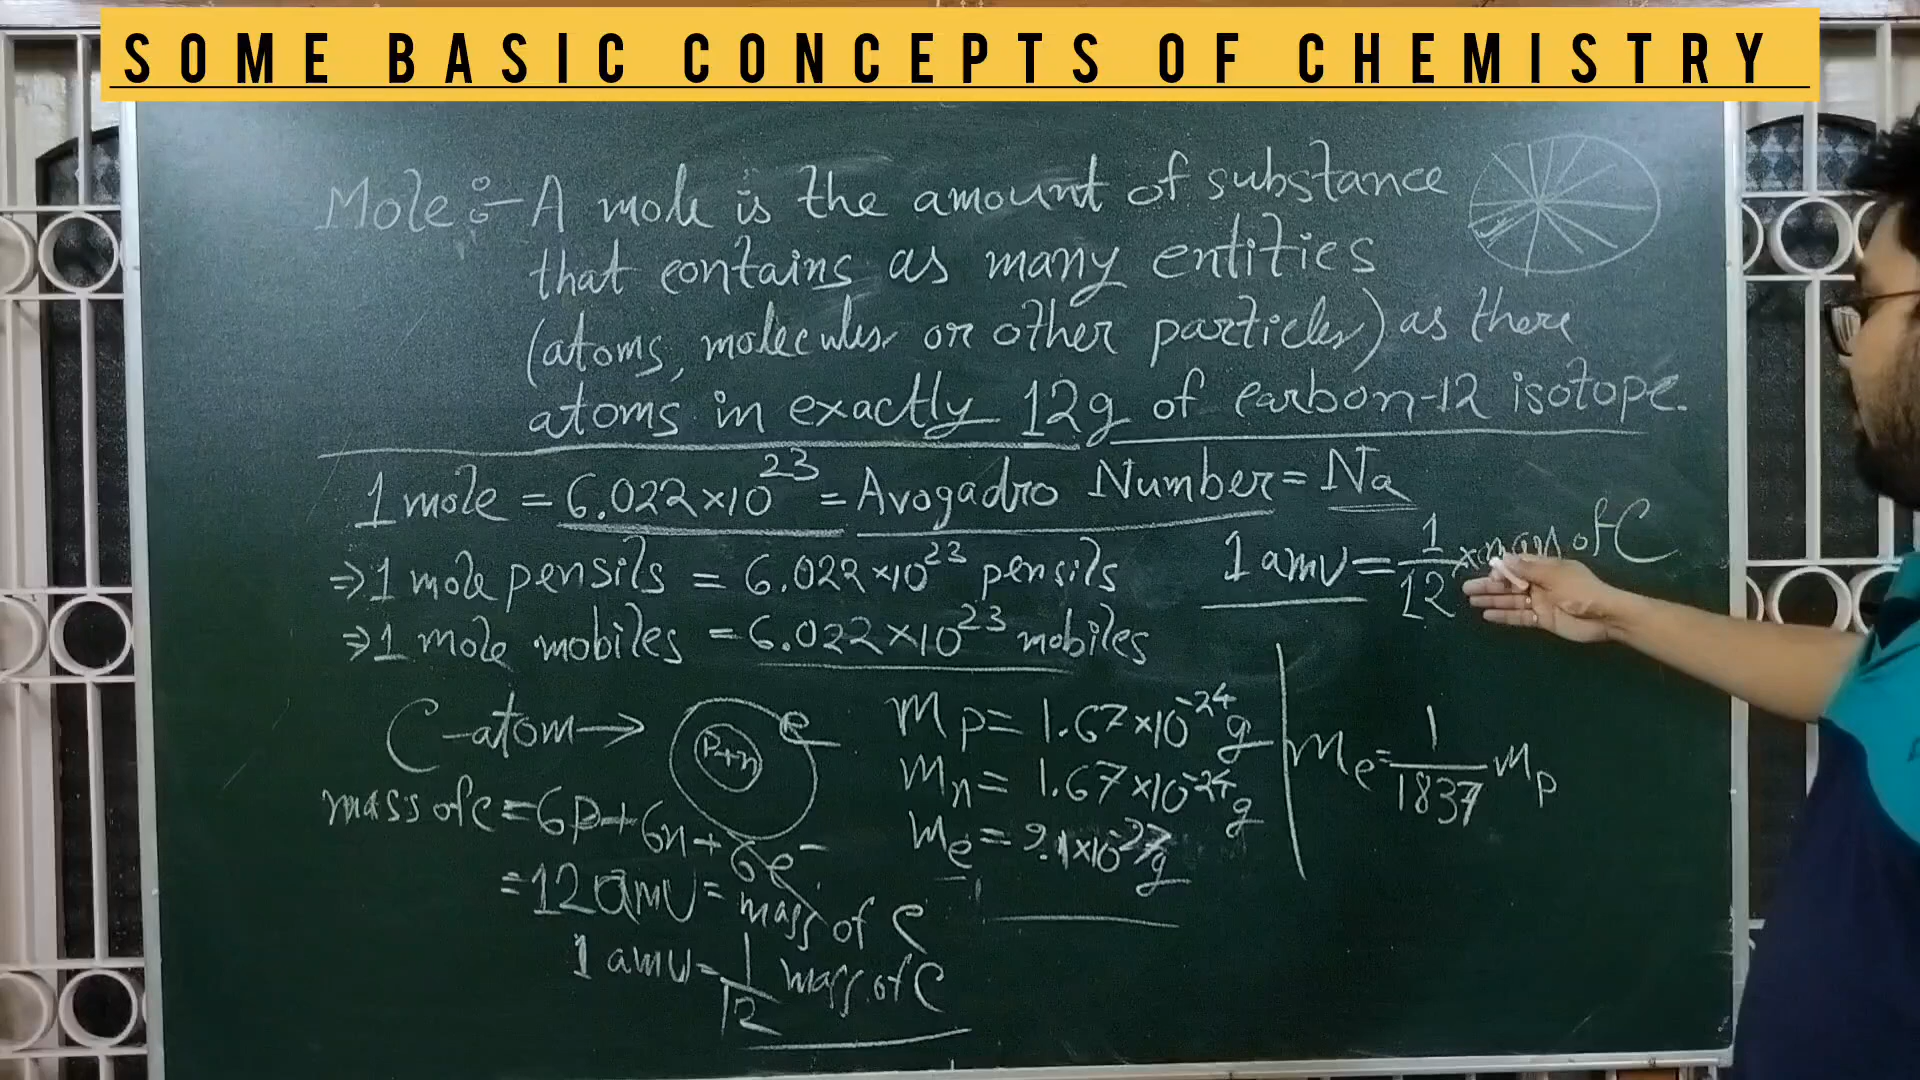 SOME BASIC CONCEPTS OF CHEMISTRY
Mole :- A mole is the amount of substance
that contains as many entities
(atoms, molecules or other particles) as there
atoms in exactly 12g of carbon-12 isotope.
1 mole = 6.022×10²³ = Avogadro Number = Na
⇒1 mole pensils = 6.022×10²³ pensils
⇒1 mole mobiles = 6.022×10²³ mobiles
1 amu = 1/12 × mass of C
C-atom→
P+n
e
mass of C = 6p + 6n + 6e⁻
= 12 amu = mass of C
1 amu = 1/12 mass of C
mp = 1.67×10⁻²⁴g
mn = 1.67×10⁻²⁴g
me = 9.1×10⁻²⁷g
me = 1/1837 mp